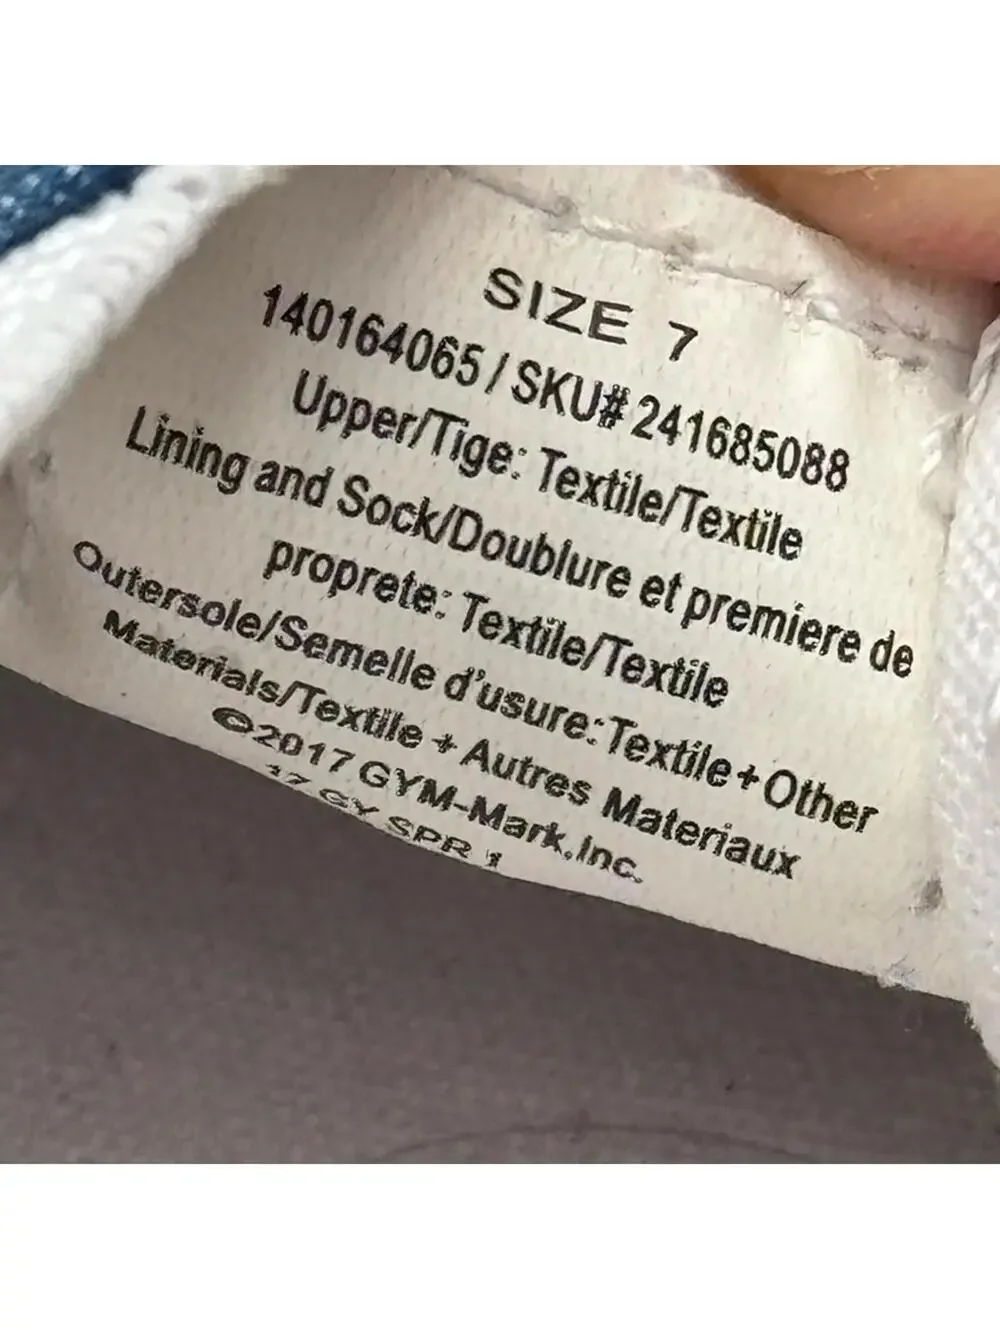 SIZE 7
140164065 / SKU# 241685088
Upper/Tige: Textile/Textile
Lining and Sock/Doublure et premiere de
proprete: Textile/Textile
Outersole/Semelle d'usure:Textile+Other
Materials/Textile + Autres Materiaux
©2017 GYM-Mark,Inc.
17 GY SPR 1